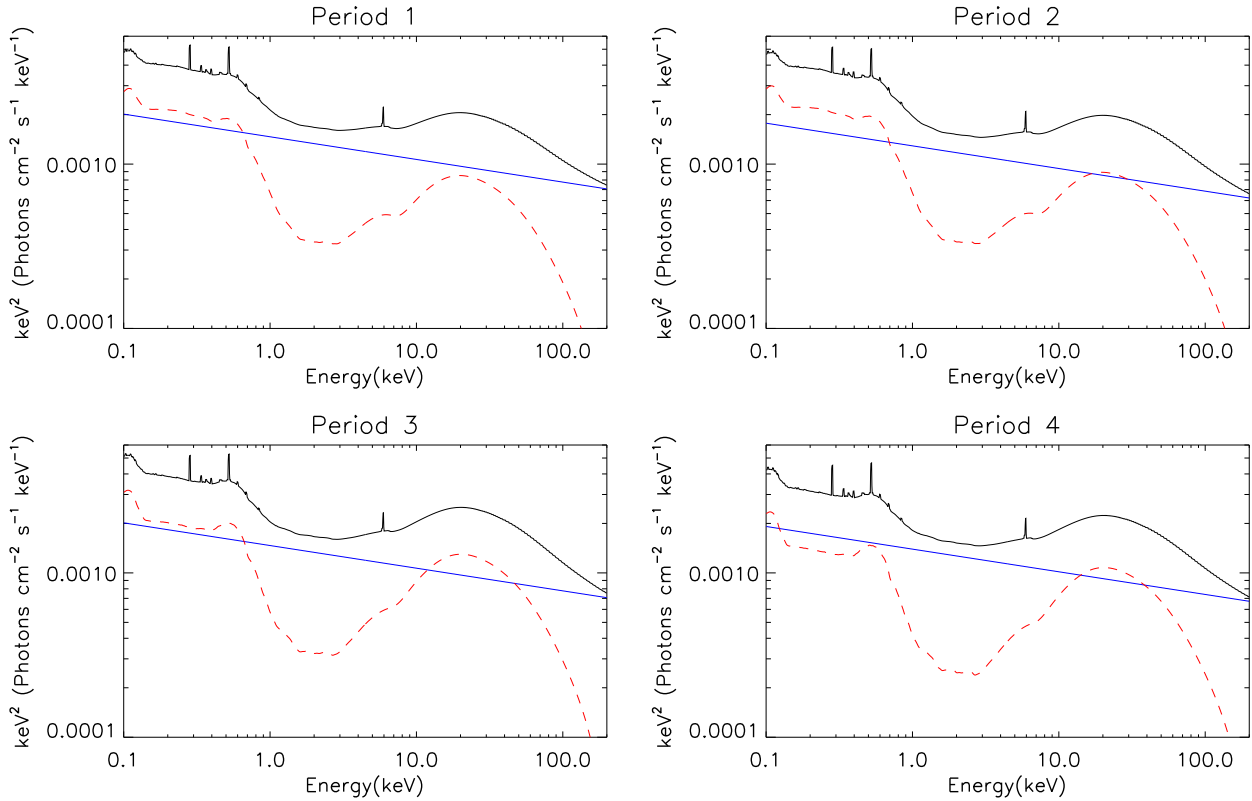 Period 1
keV² (Photons cm⁻² s⁻¹ keV⁻¹)
0.0010
0.0001
0.1 1.0 10.0 100.0
Energy(keV)
Period 2
keV² (Photons cm⁻² s⁻¹ keV⁻¹)
0.0010
0.0001
0.1 1.0 10.0 100.0
Energy(keV)
Period 3
keV² (Photons cm⁻² s⁻¹ keV⁻¹)
0.0010
0.0001
0.1 1.0 10.0 100.0
Energy(keV)
Period 4
keV² (Photons cm⁻² s⁻¹ keV⁻¹)
0.0010
0.0001
0.1 1.0 10.0 100.0
Energy(keV)